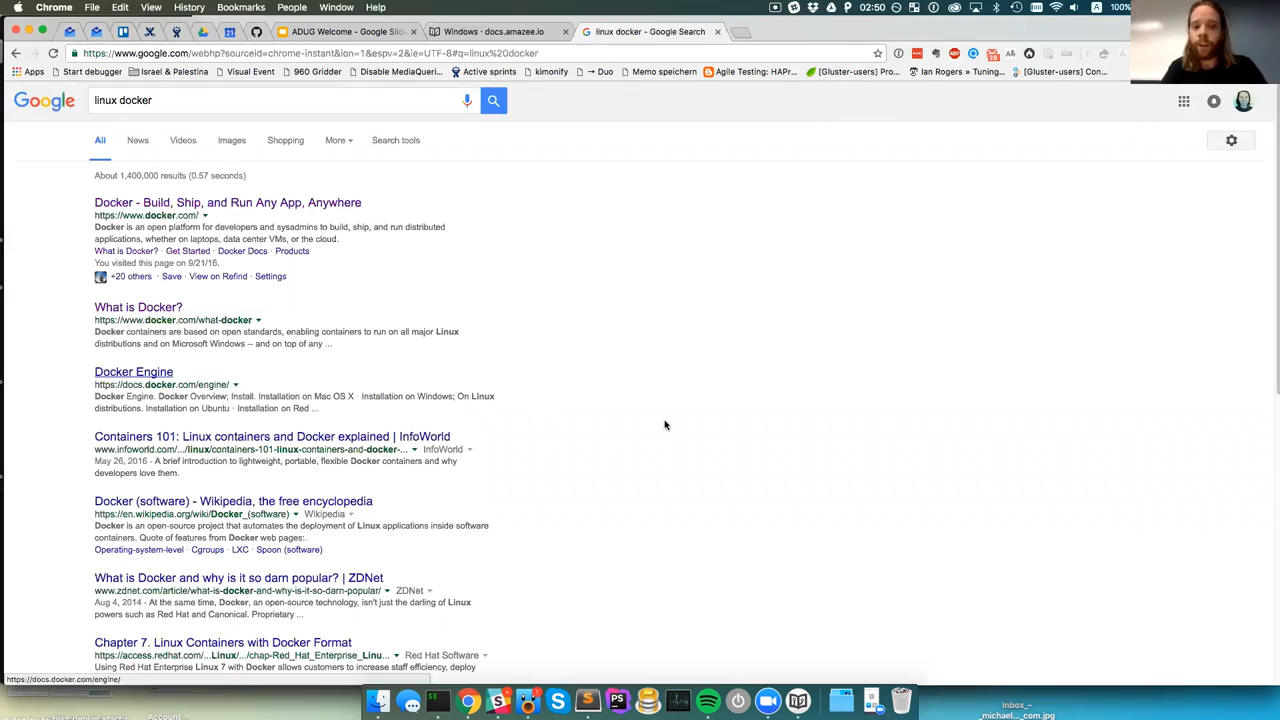 Chrome File Edit View History Bookmarks People Window Help 02:50 100%
21 ADUG Welcome - Google Slid Windows · docs.amazee.io linux docker - Google Search
https://www.google.com/webhp?sourceid=chrome-instant&ion=1&espv=2&ie=UTF-8#q=linux%20docker
Apps Start debugger Israel & Palestina Visual Event 960 Gridder Disable MediaQueri... Active sprints kimonify → Duo Memo speichern Agile Testing: HAPr... [Gluster-users] Pro... Ian Rogers » Tuning... [Gluster-users] Con...
Google linux docker
All News Videos Images Shopping More Search tools
About 1,400,000 results (0.57 seconds)
Docker - Build, Ship, and Run Any App, Anywhere
https://www.docker.com/
Docker is an open platform for developers and sysadmins to build, ship, and run distributed
applications, whether on laptops, data center VMs, or the cloud.
What is Docker? · Get Started · Docker Docs · Products
You visited this page on 9/21/16.
+20 others · Save · View on Refind · Settings
What is Docker?
https://www.docker.com/what-docker
Docker containers are based on open standards, enabling containers to run on all major Linux
distributions and on Microsoft Windows -- and on top of any ...
Docker Engine
https://docs.docker.com/engine/
Docker Engine. Docker Overview; Install. Installation on Mac OS X · Installation on Windows; On Linux
distributions. Installation on Ubuntu · Installation on Red ...
Containers 101: Linux containers and Docker explained | InfoWorld
www.infoworld.com/.../linux/containers-101-linux-containers-and-docker-... InfoWorld
May 26, 2016 - A brief introduction to lightweight, portable, flexible Docker containers and why
developers love them.
Docker (software) - Wikipedia, the free encyclopedia
https://en.wikipedia.org/wiki/Docker_(software) Wikipedia
Docker is an open-source project that automates the deployment of Linux applications inside software
containers. Quote of features from Docker web pages:.
Operating-system-level · Cgroups · LXC · Spoon (software)
What is Docker and why is it so darn popular? | ZDNet
www.zdnet.com/article/what-is-docker-and-why-is-it-so-darn-popular/ ZDNet
Aug 4, 2014 - At the same time, Docker, an open-source technology, isn't just the darling of Linux
powers such as Red Hat and Canonical. Proprietary ...
Chapter 7. Linux Containers with Docker Format
https://access.redhat.com/.../Linux/.../chap-Red_Hat_Enterprise_Linu... Red Hat Software
Using Red Hat Enterprise Linux 7 with Docker allows customers to increase staff efficiency, deploy
https://docs.docker.com/engine/
PS
Inbox_-
_michael..._com.jpg
Account